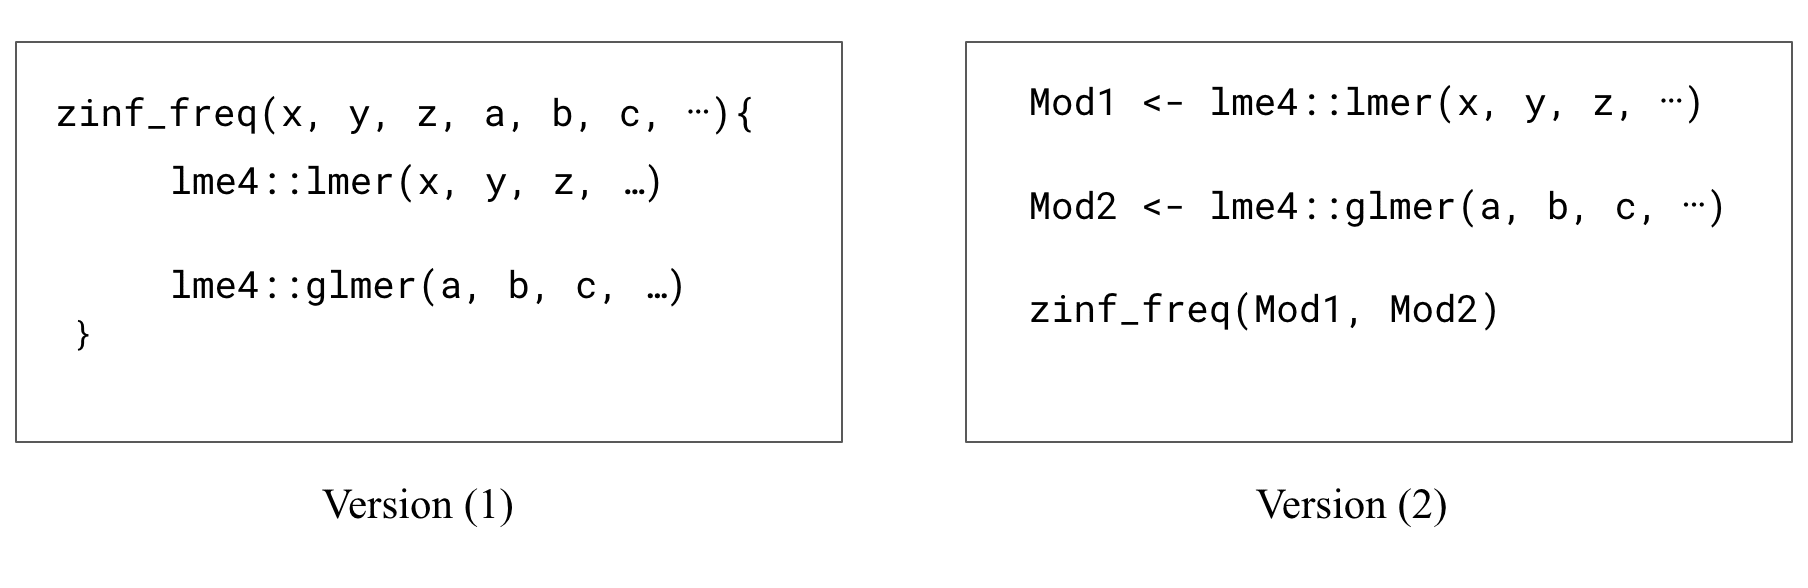 zinf_freq(x, y, z, a, b, c, ⋯){
lme4::lmer(x, y, z, …)
lme4::glmer(a, b, c, …)
}
Version (1)
Mod1 <- lme4::lmer(x, y, z, ⋯)
Mod2 <- lme4::glmer(a, b, c, ⋯)
zinf_freq(Mod1, Mod2)
Version (2)